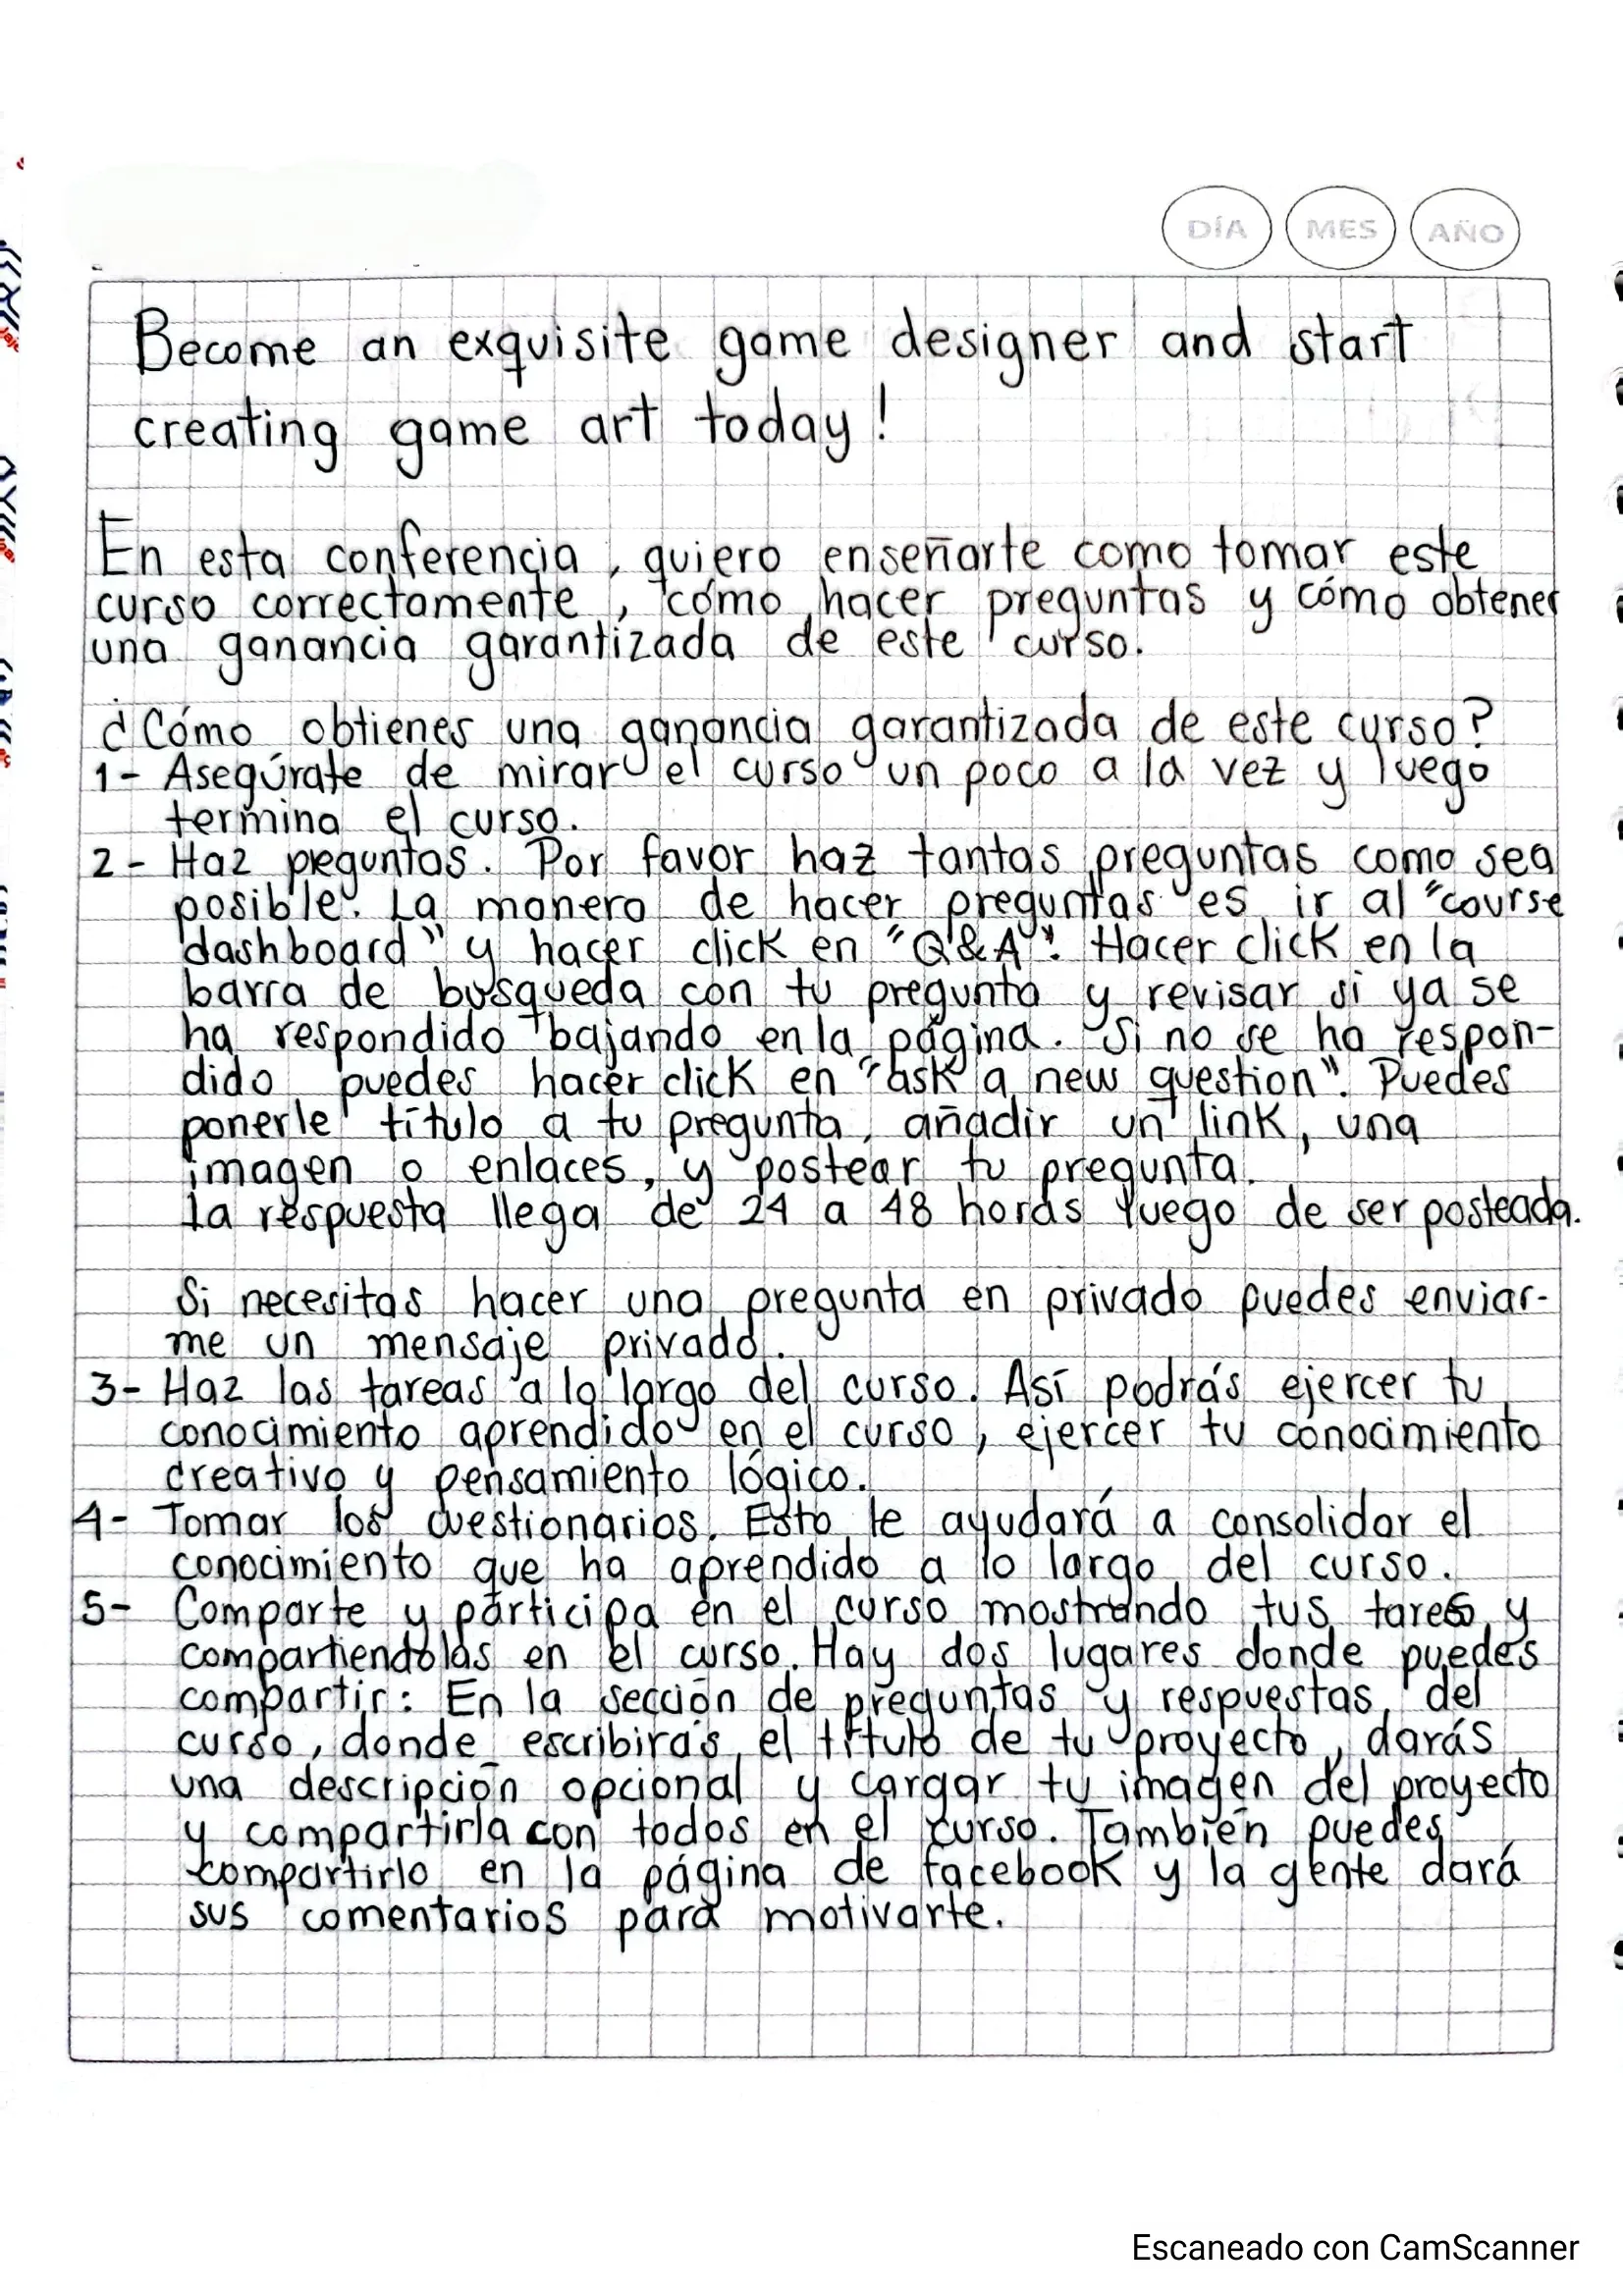 DÍA MES AÑO
Become an exquisite game designer and start
creating game art today!
En esta conferencia, quiero enseñarte como tomar este
curso correctamente, cómo hacer preguntas y cómo obtener
una ganancia garantizada de este curso.
¿Cómo obtienes una ganancia garantizada de este curso?
1- Asegúrate de mirar el curso un poco a la vez y luego
termina el curso.
2- Haz peguntas. Por favor haz tantas preguntas como sea
posible. La manera de hacer preguntas es ir al "course
dashboard" y hacer click en "Q&A". Hacer click en la
barra de busqueda con tu pregunta y revisar si ya se
ha respondido bajando en la página. Si no se ha respon-
dido puedes hacer click en "ask a new question". Puedes
ponerle título a tu pregunta, añadir un link, una
imagen o enlaces, y postear tu pregunta.
La respuesta llega de 24 a 48 horas luego de ser posteada.
Si necesitas hacer una pregunta en privado puedes enviar-
me un mensaje privado.
3- Haz las tareas a lo largo del curso. Así podrás ejercer tu
conocimiento aprendido en el curso, ejercer tu conocimiento
creativo y pensamiento lógico.
4- Tomar los cuestionarios. Esto le ayudará a consolidar el
conocimiento que ha aprendido a lo largo del curso.
5- Comparte y participa en el curso mostrando tus tares y
compartiendolas en el curso. Hay dos lugares donde puedes
compartir: En la sección de preguntas y respuestas del
curso, donde escribirás el título de tu proyecto, darás
una descripción opcional y cargar tu imagen del proyecto
y compartirla con todos en el curso. También puedes
compartirlo en la página de facebook y la gente dará
sus comentarios para motivarte.
Escaneado con CamScanner